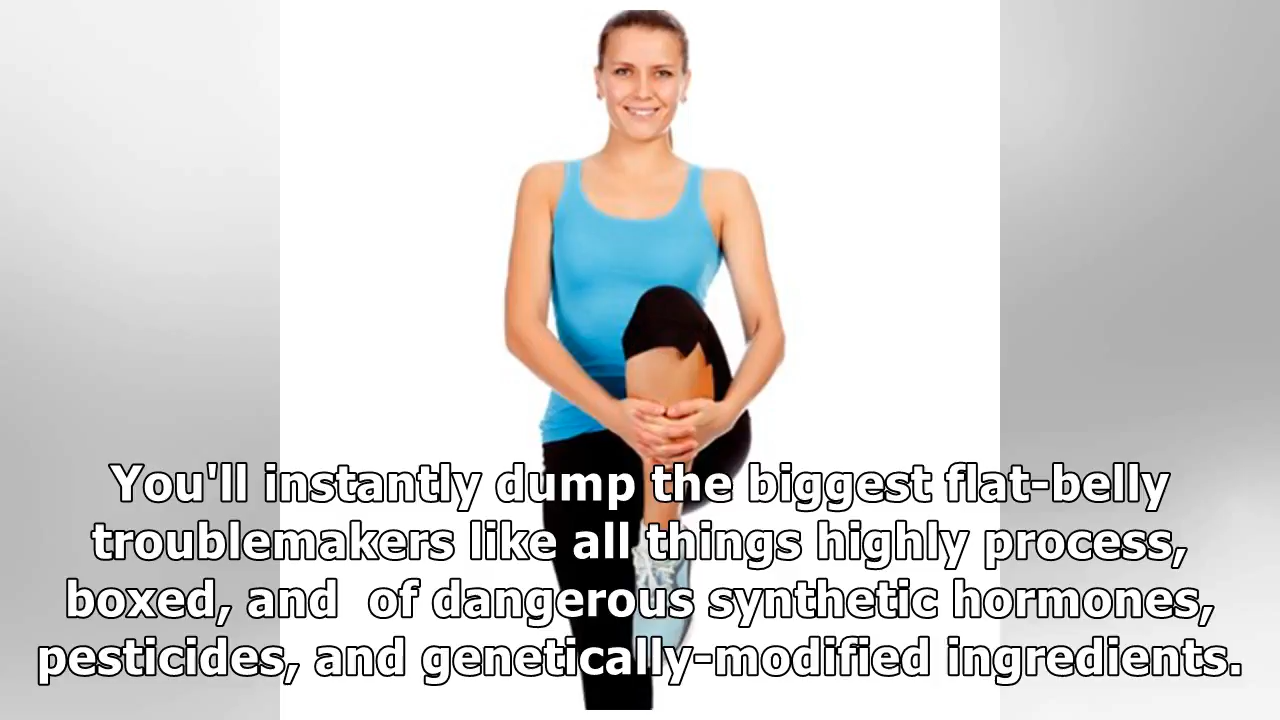 You'll instantly dump the biggest flat-belly
troublemakers like all things highly process,
boxed, and  of dangerous synthetic hormones,
pesticides, and genetically-modified ingredients.